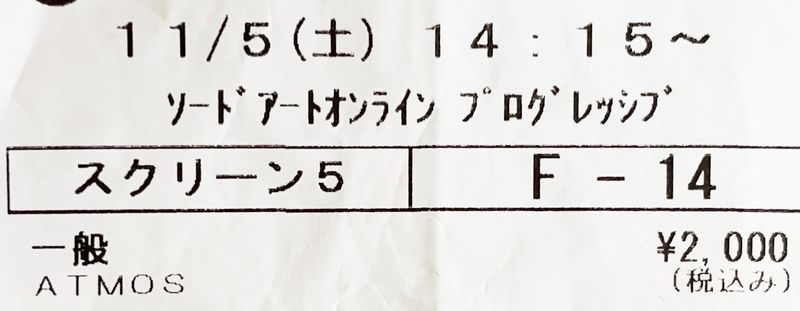 11/5(土) 14:15～
ｿｰﾄﾞｱｰﾄｵﾝﾗｲﾝ ﾌﾟﾛｸﾞﾚｯｼﾌﾞ
スクリーン5 F-14
一般 ¥2,000
ATMOS (税込み)